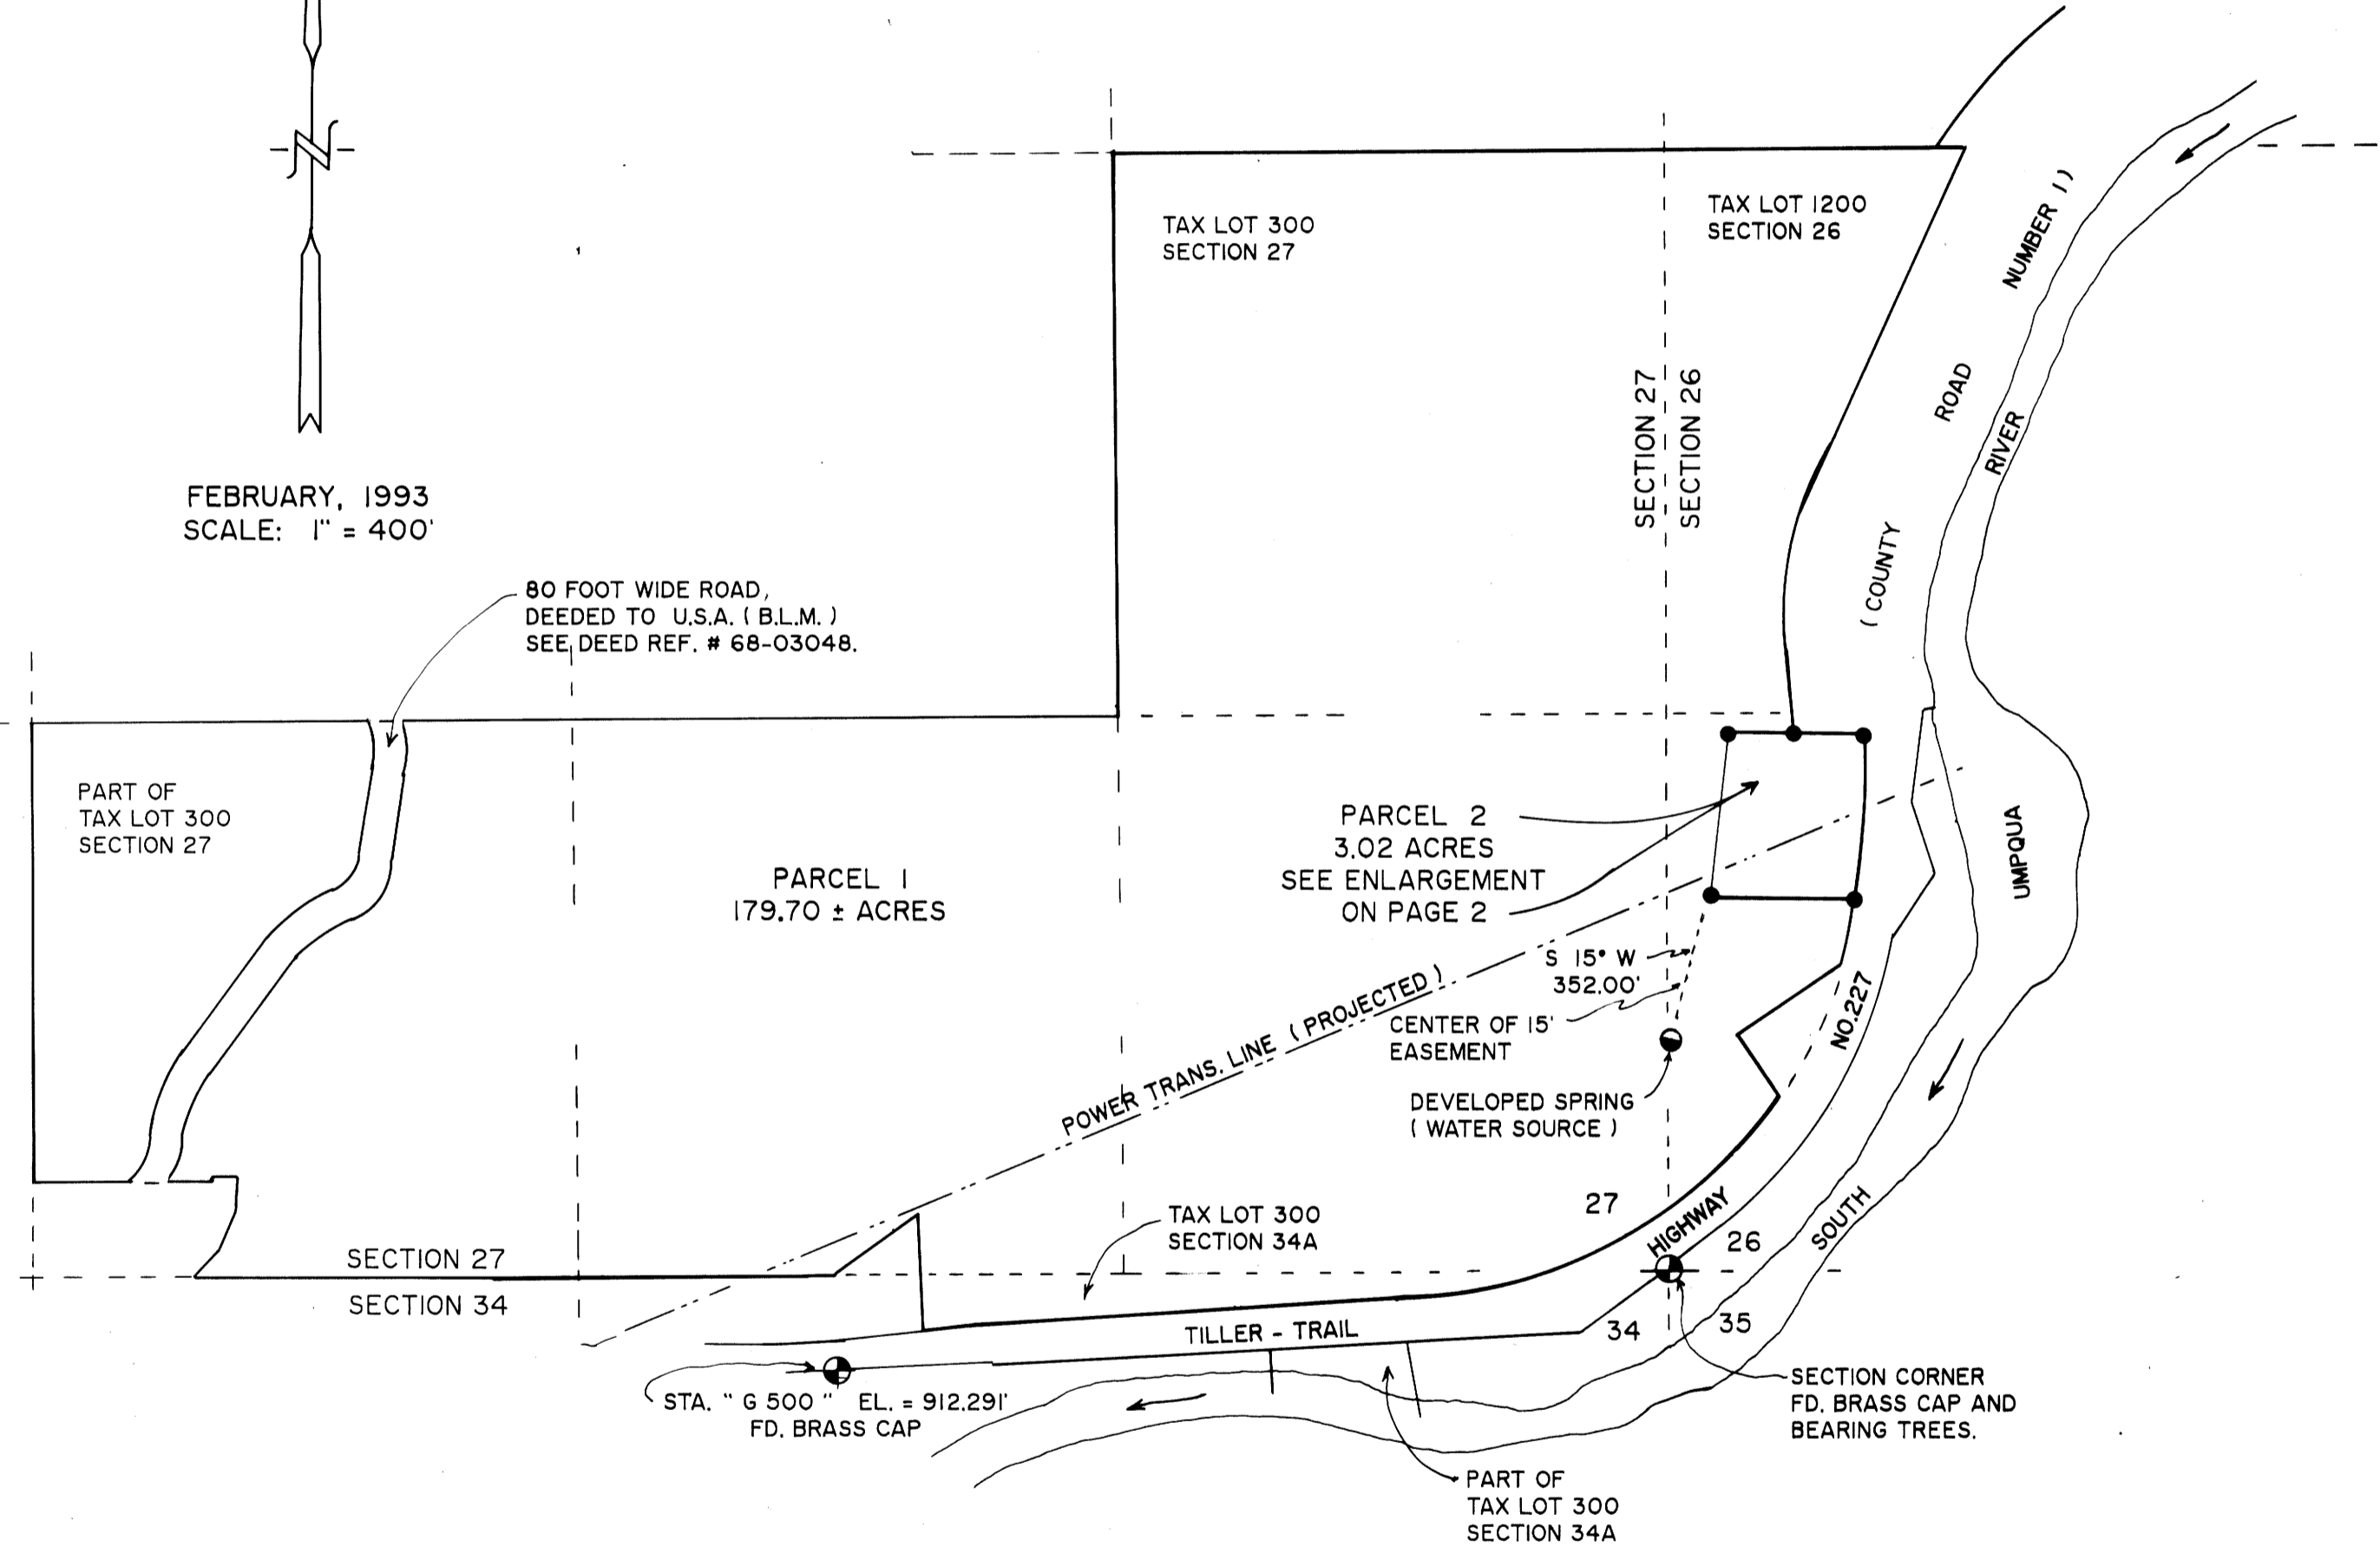 N
TAX LOT 300
SECTION 27
TAX LOT 1200
SECTION 26
SECTION 27
SECTION 26
( COUNTY ROAD NUMBER 1 )
FEBRUARY, 1993
SCALE: 1" = 400'
80 FOOT WIDE ROAD,
DEEDED TO U.S.A. ( B.L.M. )
SEE DEED REF. # 68-03048.
PART OF
TAX LOT 300
SECTION 27
PARCEL 1
179.70 ± ACRES
PARCEL 2
3.02 ACRES
SEE ENLARGEMENT
ON PAGE 2
S 15° W
352.00'
CENTER OF 15'
EASEMENT
DEVELOPED SPRING
( WATER SOURCE )
POWER TRANS. LINE ( PROJECTED )
TAX LOT 300
SECTION 34A
SECTION 27
SECTION 34
27
26
34
35
TILLER - TRAIL HIGHWAY NO.227
SOUTH UMPQUA RIVER
STA. " G 500 " EL. = 912.291'
FD. BRASS CAP
SECTION CORNER
FD. BRASS CAP AND
BEARING TREES.
PART OF
TAX LOT 300
SECTION 34A